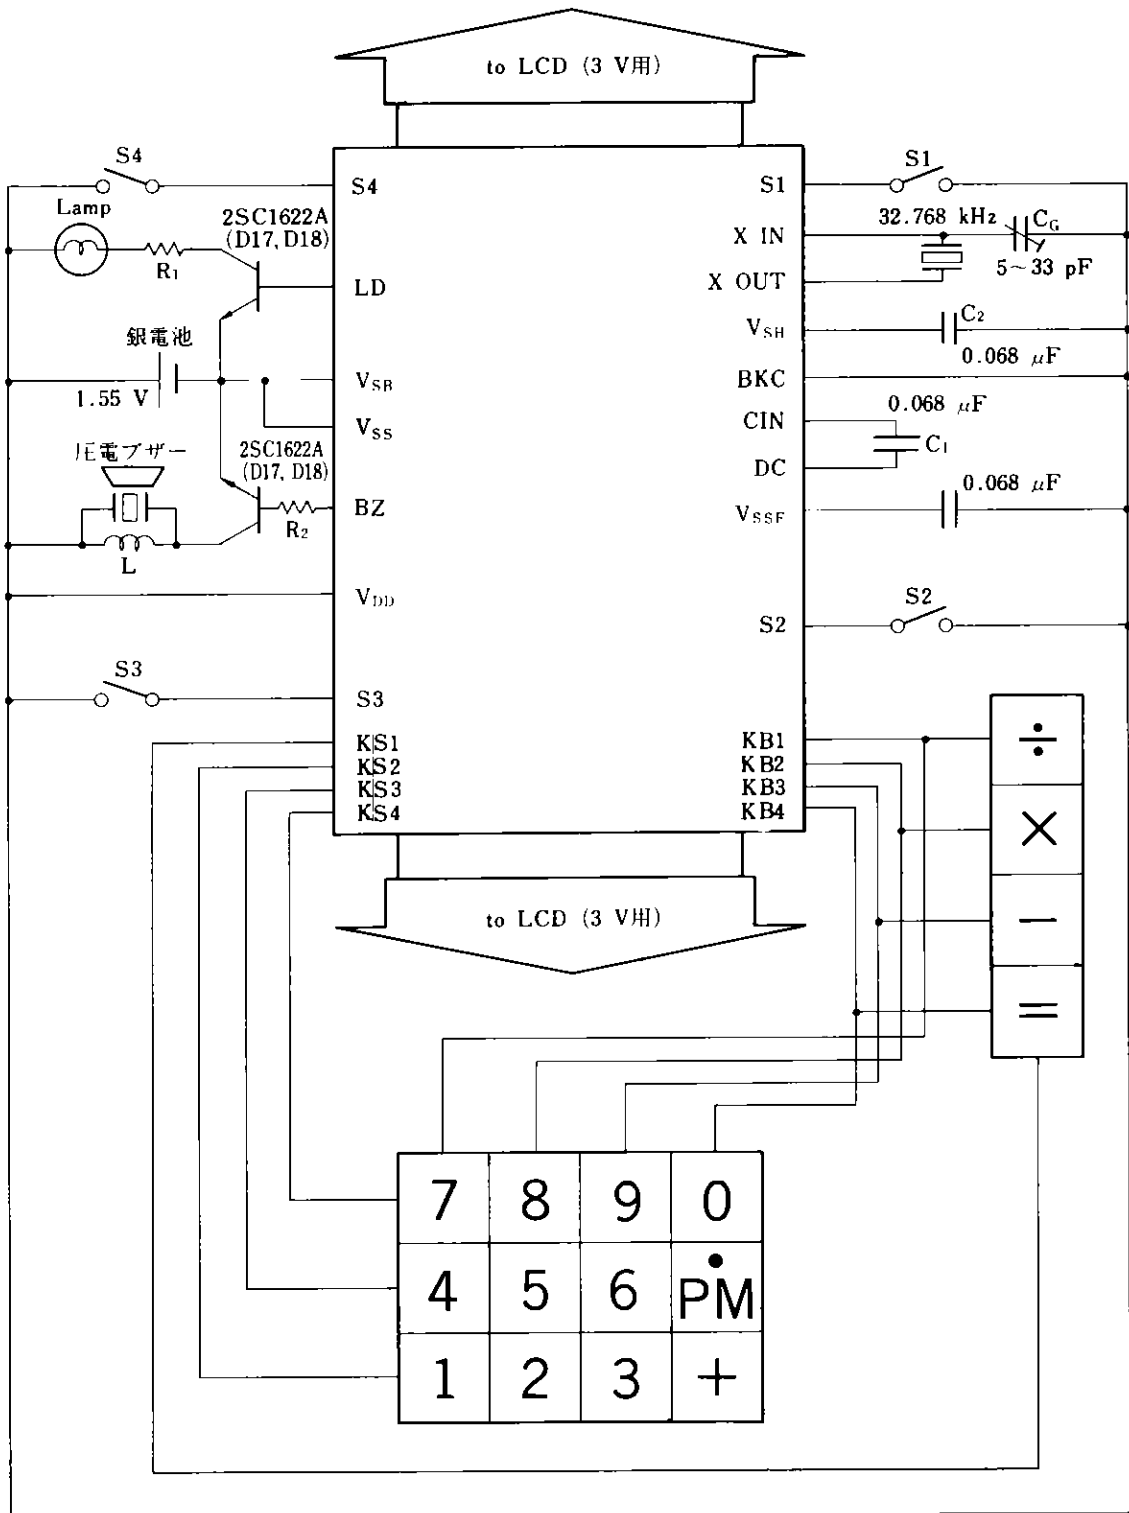 to LCD (3 V用)
S4
Lamp
R1
2SC1622A
(D17, D18)
銀電池
1.55 V
圧電ブザー
2SC1622A
(D17, D18)
R2
L
S3
S4
LD
VSB
VSS
BZ
VDD
S3
KS1
KS2
KS3
KS4
S1
X IN
X OUT
VSH
BKC
CIN
DC
VSSF
S2
KB1
KB2
KB3
KB4
S1
32.768 kHz
CG
5~33 pF
C2
0.068 μF
0.068 μF
C1
0.068 μF
S2
to LCD (3 V用)
÷
×
−
=
7 8 9 0
4 5 6 •PM
1 2 3 +